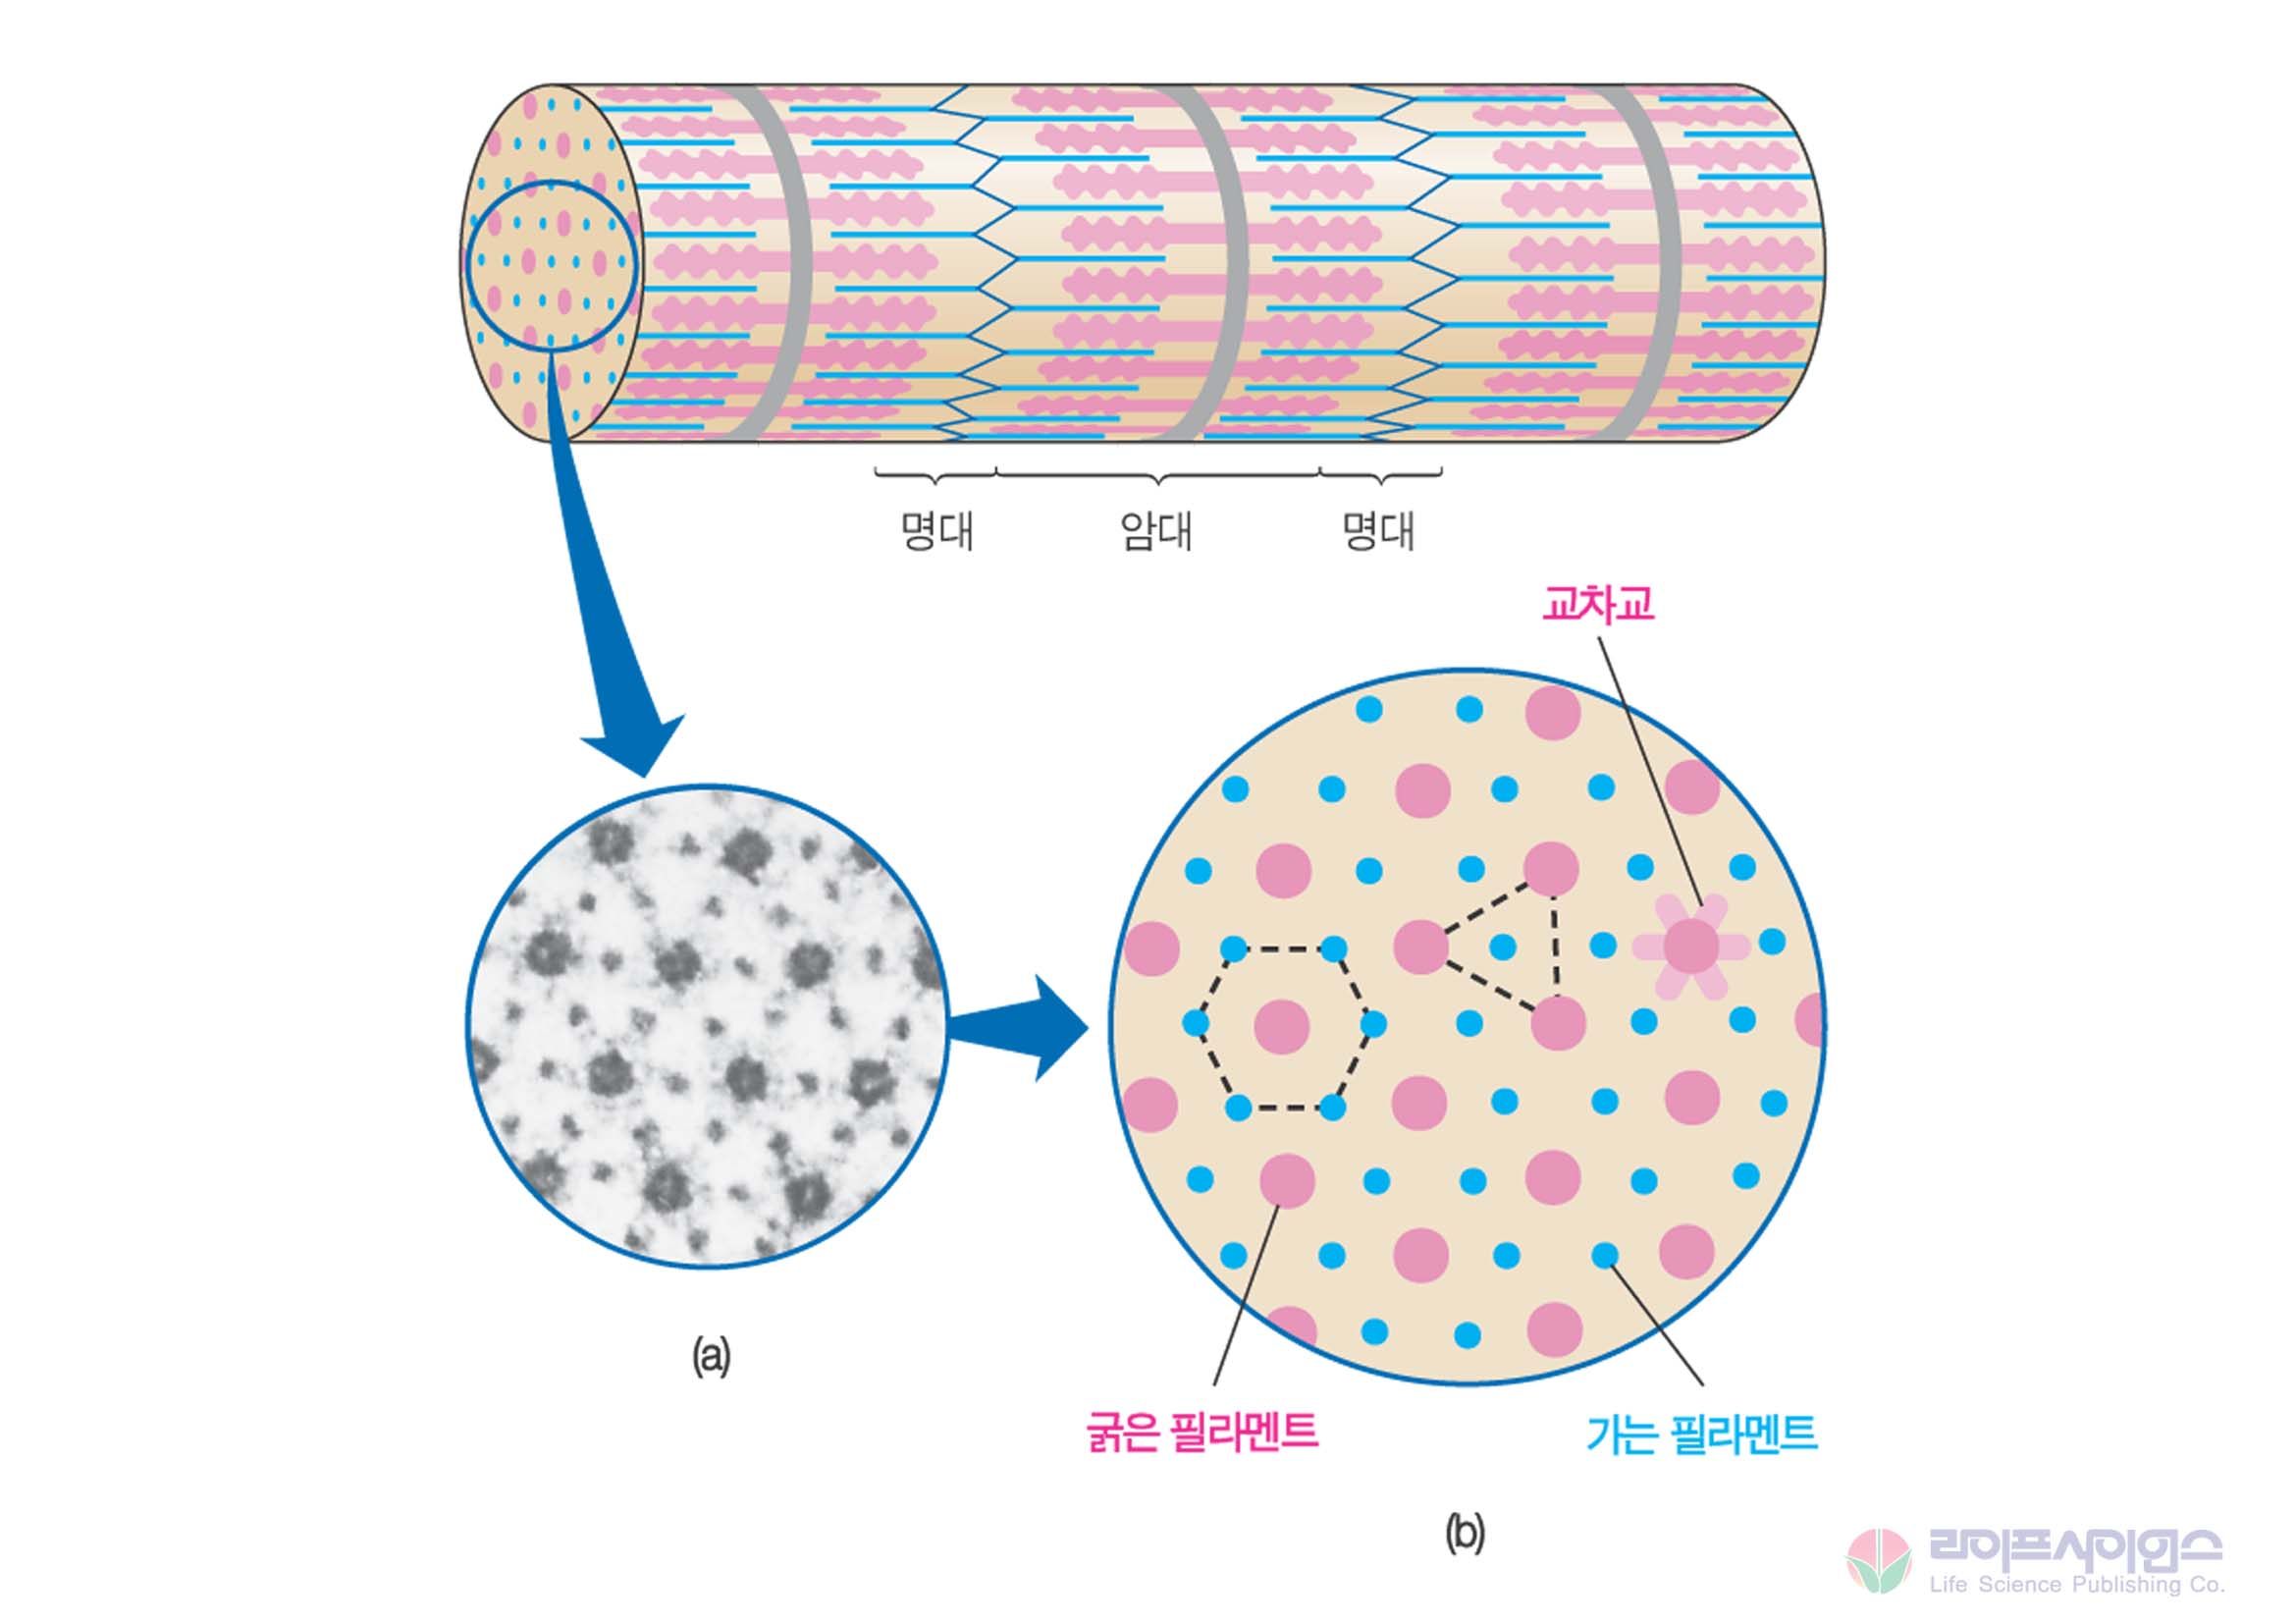 명대
암대
명대
교차교
(a)
굵은 필라멘트
가는 필라멘트
(b)
라이프사이언스
Life Science Publishing Co.